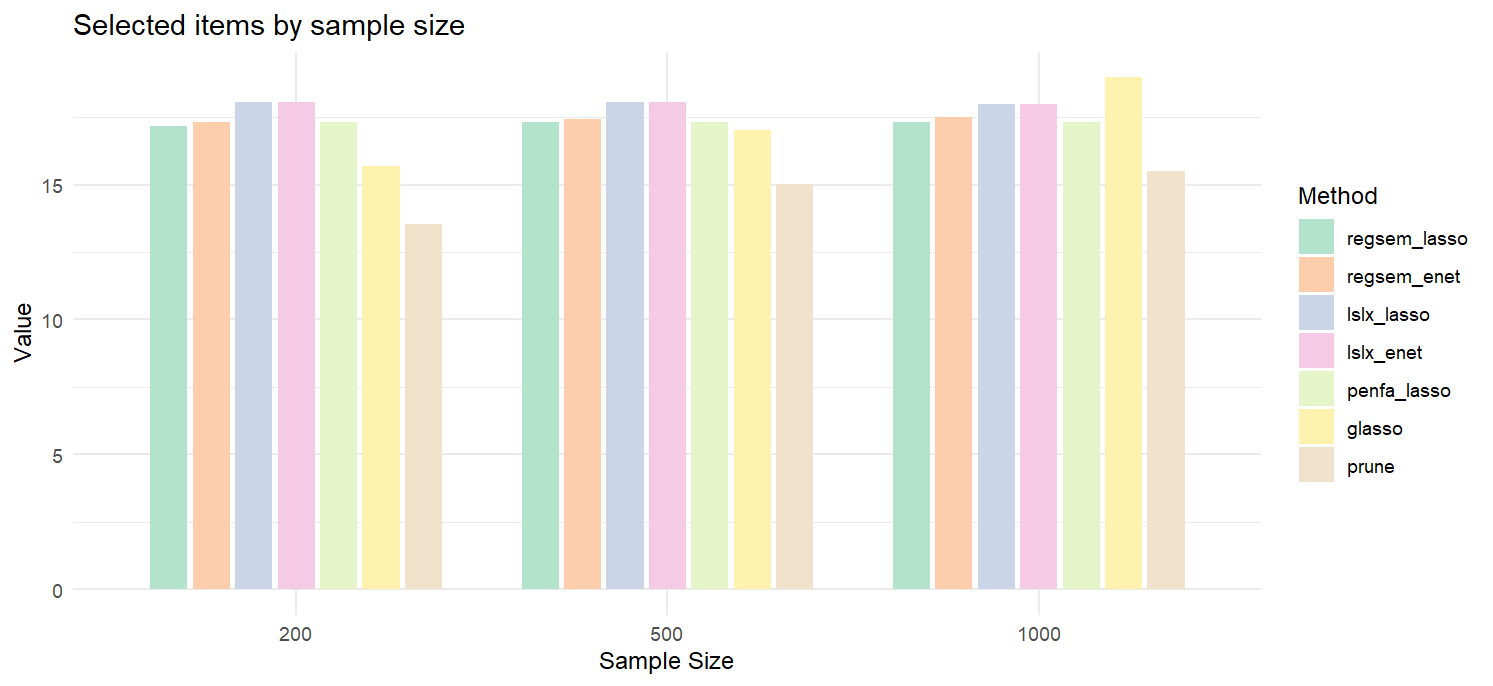 Selected items by sample size
Value
15
10
5
0
200 500 1000
Sample Size
Method
regsem_lasso
regsem_enet
lslx_lasso
lslx_enet
penfa_lasso
glasso
prune